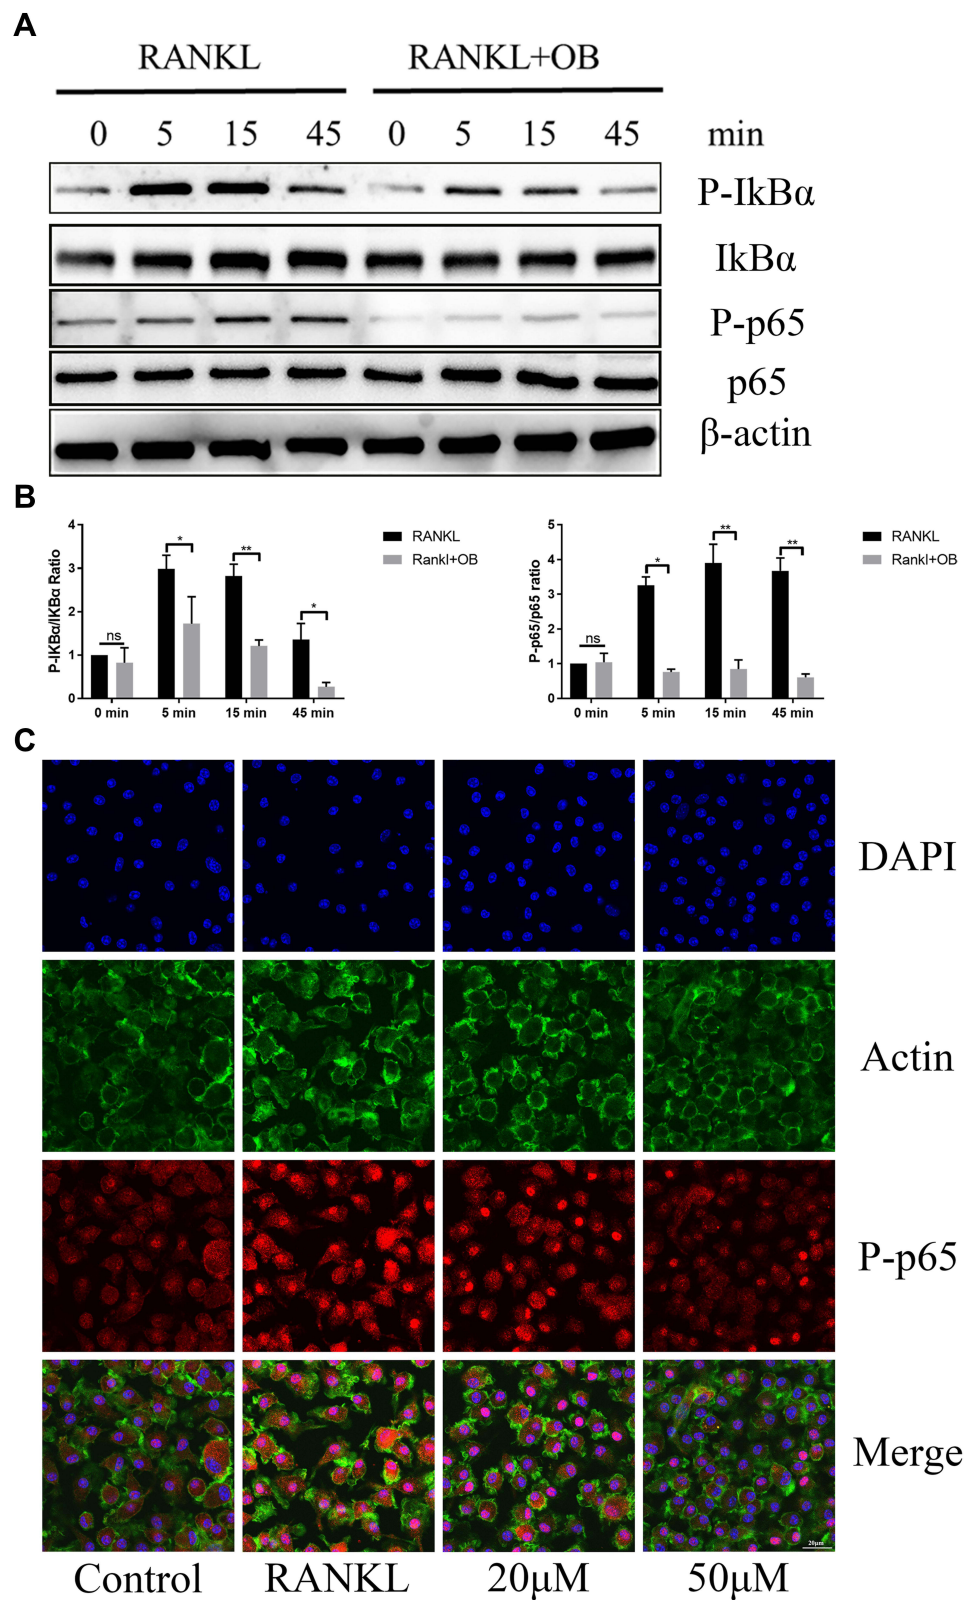 A
RANKL RANKL+OB
0 5 15 45 0 5 15 45 min
P-IkBα
IkBα
P-p65
p65
β-actin
B
P-IKBα/IKBα Ratio
4
3
2
1
0
ns * ** *
0 min 5 min 15 min 45 min
RANKL
Rankl+OB
P-p65/p65 ratio
5
4
3
2
1
0
ns * ** **
0 min 5 min 15 min 45 min
RANKL
Rankl+OB
C
DAPI
Actin
P-p65
Merge
20μm
Control RANKL 20μM 50μM